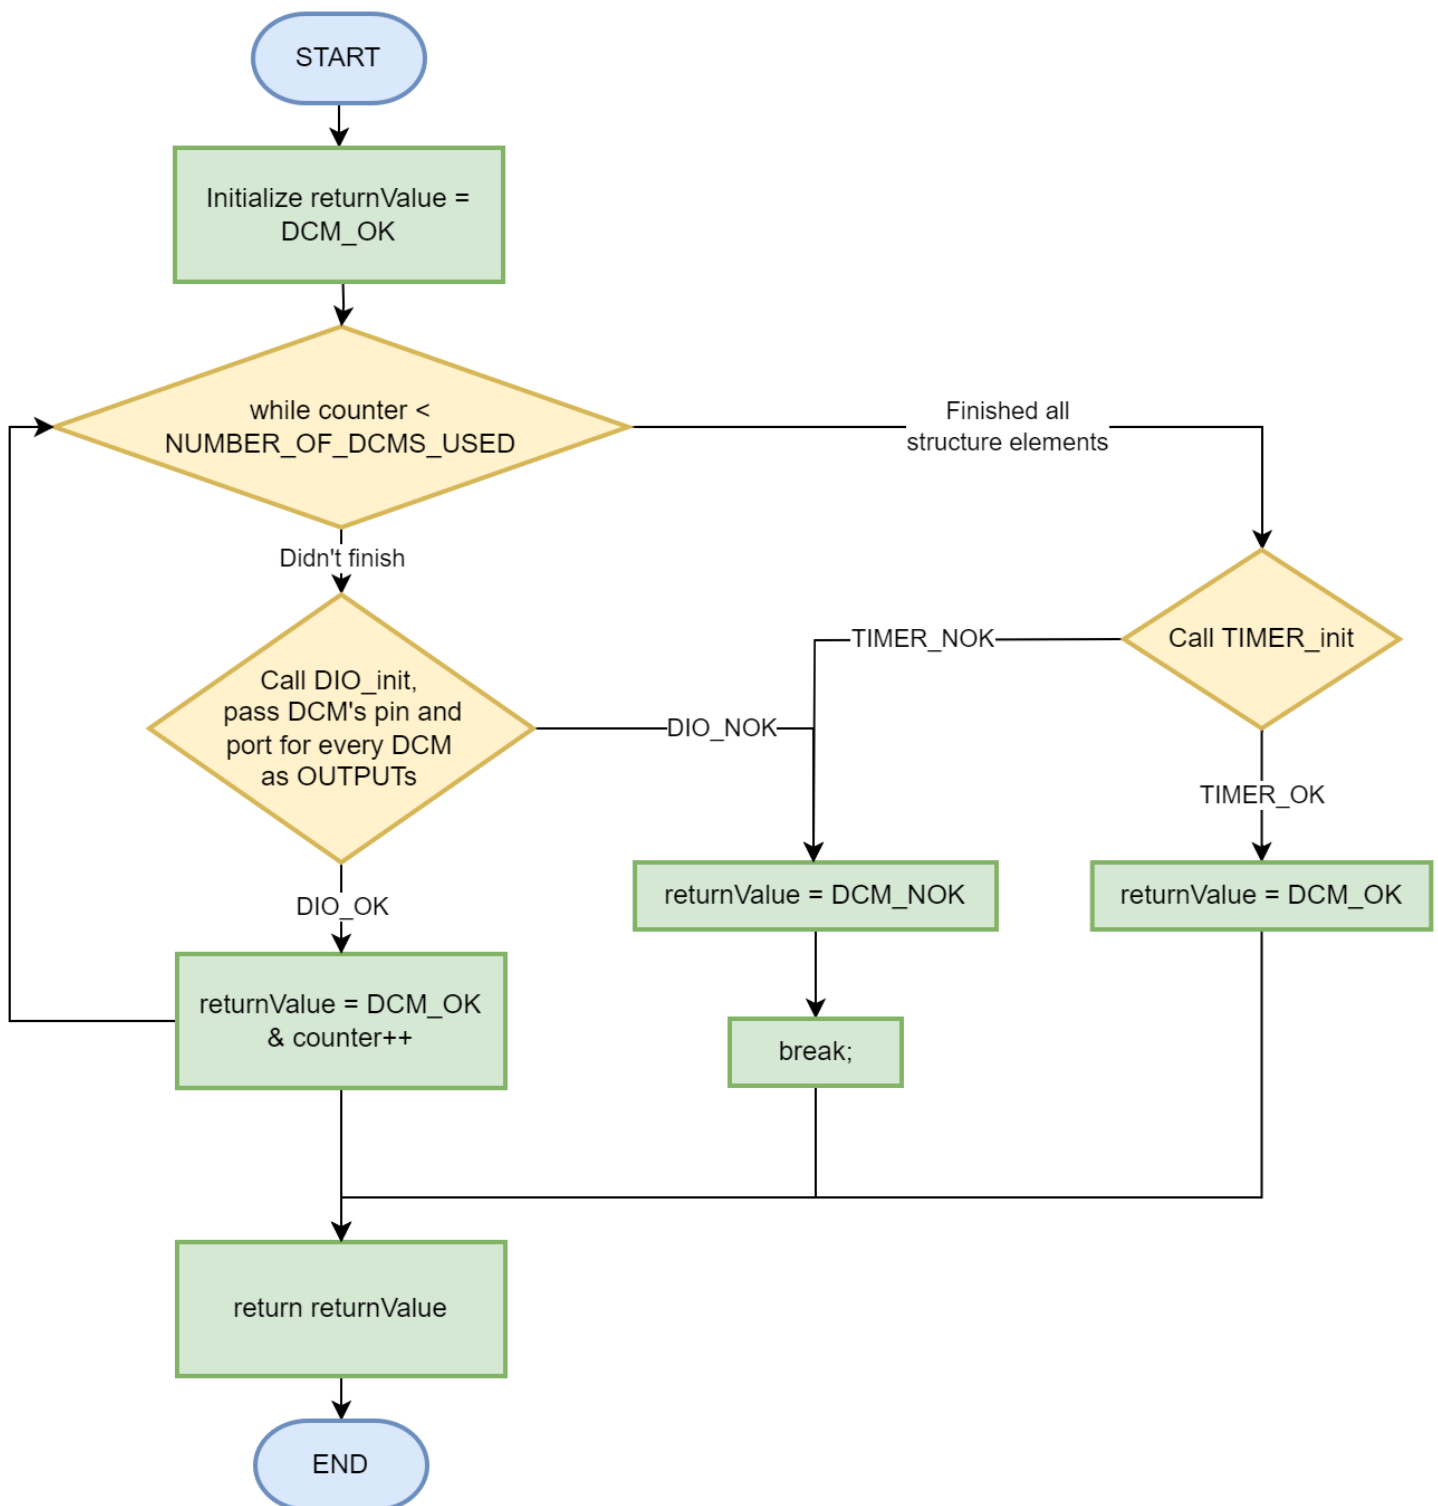 START
Initialize returnValue =
DCM_OK
while counter <
NUMBER_OF_DCMS_USED
Finished all
structure elements
Didn't finish
Call DIO_init,
pass DCM's pin and
port for every DCM
as OUTPUTs
DIO_NOK
TIMER_NOK
Call TIMER_init
TIMER_OK
DIO_OK
returnValue = DCM_NOK
returnValue = DCM_OK
returnValue = DCM_OK
& counter++
break;
return returnValue
END